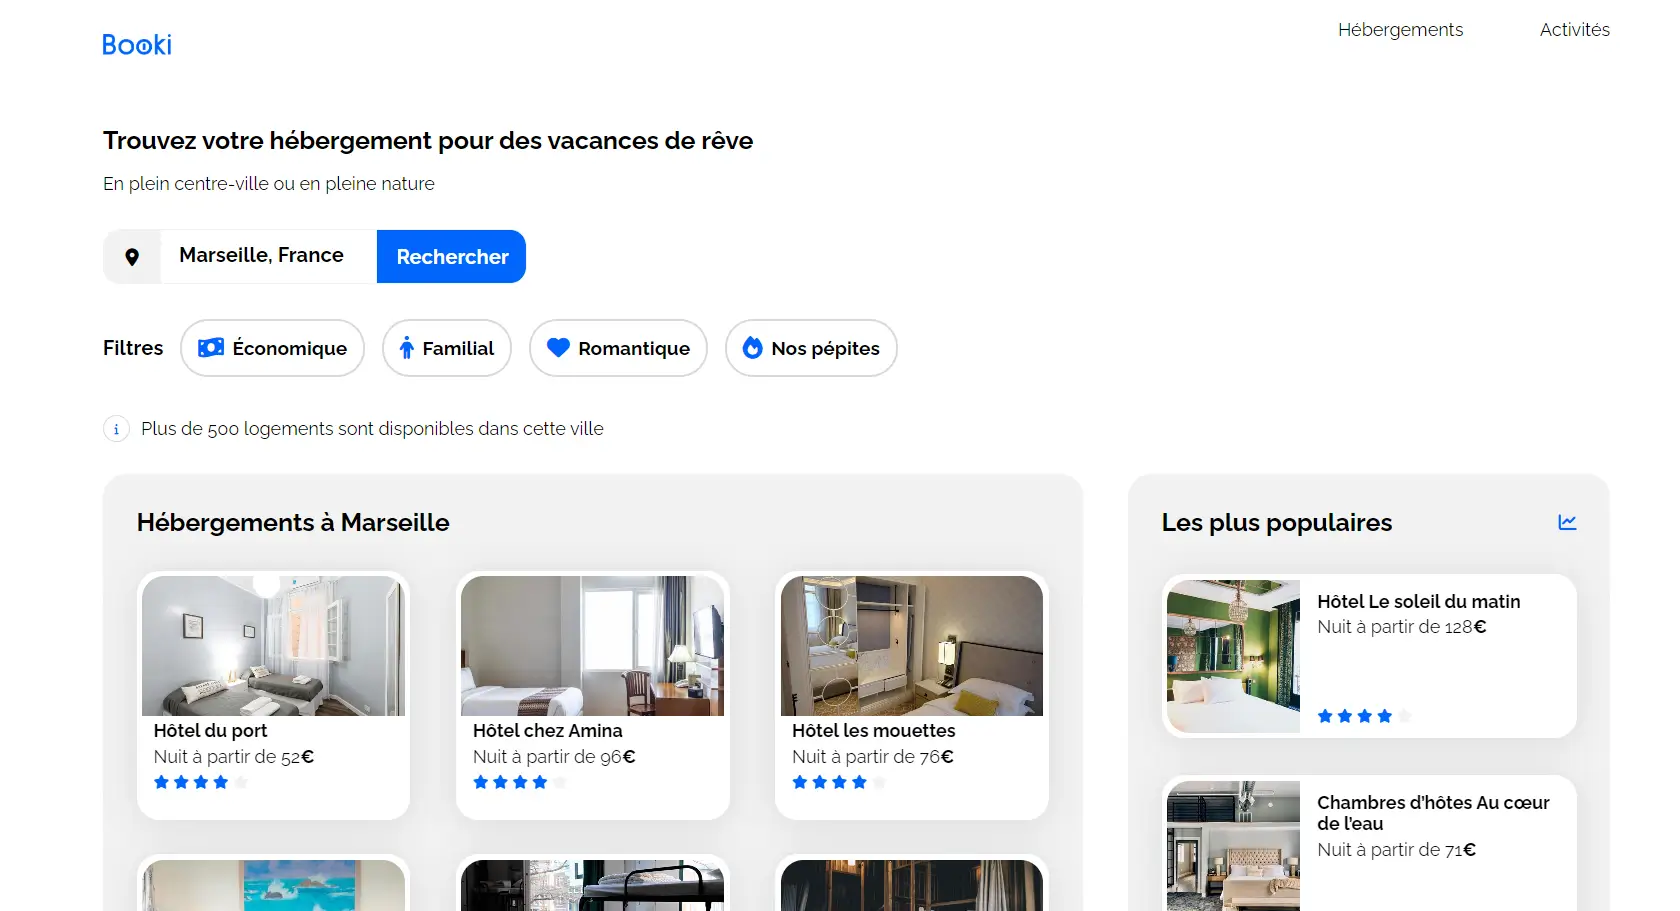 Booki
Hébergements
Activités
Trouvez votre hébergement pour des vacances de rêve
En plein centre-ville ou en pleine nature
Marseille, France
Rechercher
Filtres
Économique
Familial
Romantique
Nos pépites
i
Plus de 500 logements sont disponibles dans cette ville
Hébergements à Marseille
Hôtel du port
Nuit à partir de 52€
Hôtel chez Amina
Nuit à partir de 96€
Hôtel les mouettes
Nuit à partir de 76€
Les plus populaires
Hôtel Le soleil du matin
Nuit à partir de 128€
Chambres d’hôtes Au cœur
de l’eau
Nuit à partir de 71€